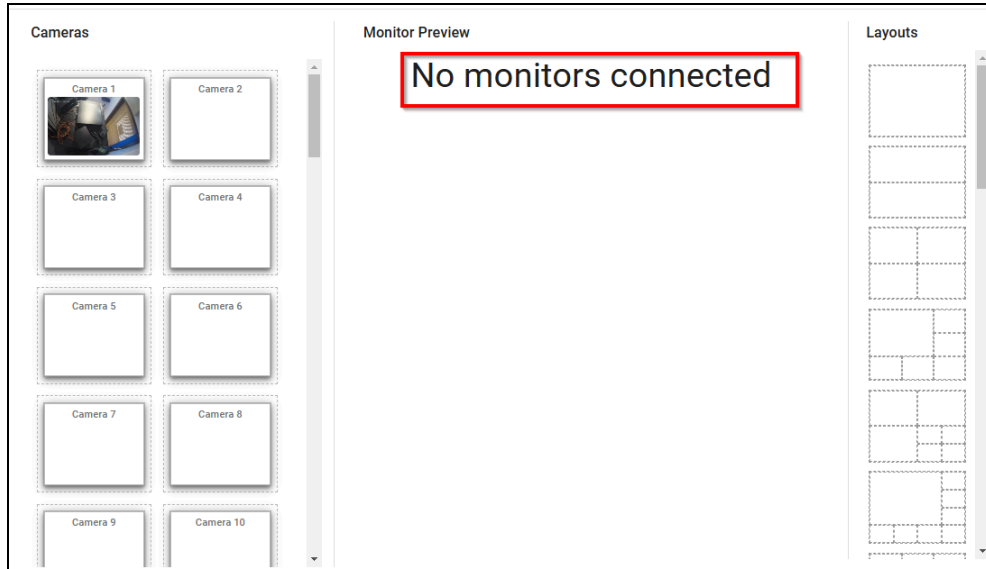 Cameras
Monitor Preview
Layouts
No monitors connected
Camera 1
Camera 2
Camera 3
Camera 4
Camera 5
Camera 6
Camera 7
Camera 8
Camera 9
Camera 10